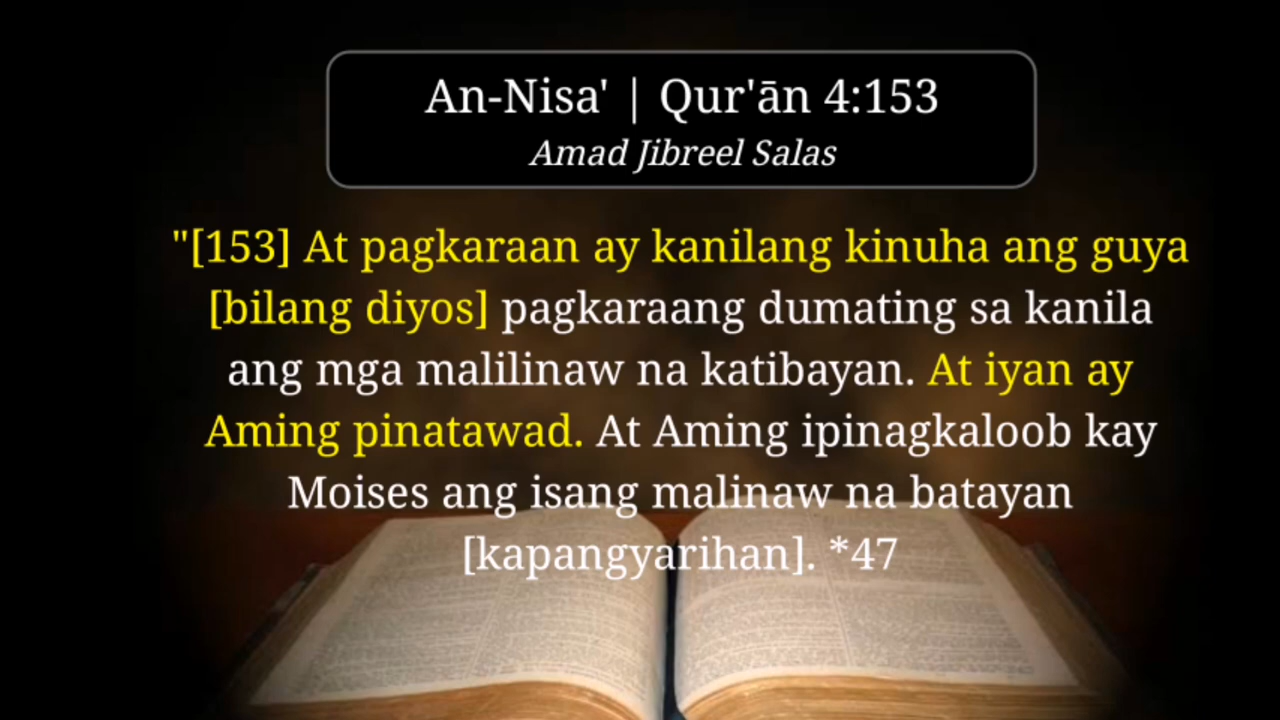 An-Nisa' | Qur'ān 4:153
Amad Jibreel Salas
"[153] At pagkaraan ay kanilang kinuha ang guya
[bilang diyos] pagkaraang dumating sa kanila
ang mga malilinaw na katibayan. At iyan ay
Aming pinatawad. At Aming ipinagkaloob kay
Moises ang isang malinaw na batayan
[kapangyarihan]. *47